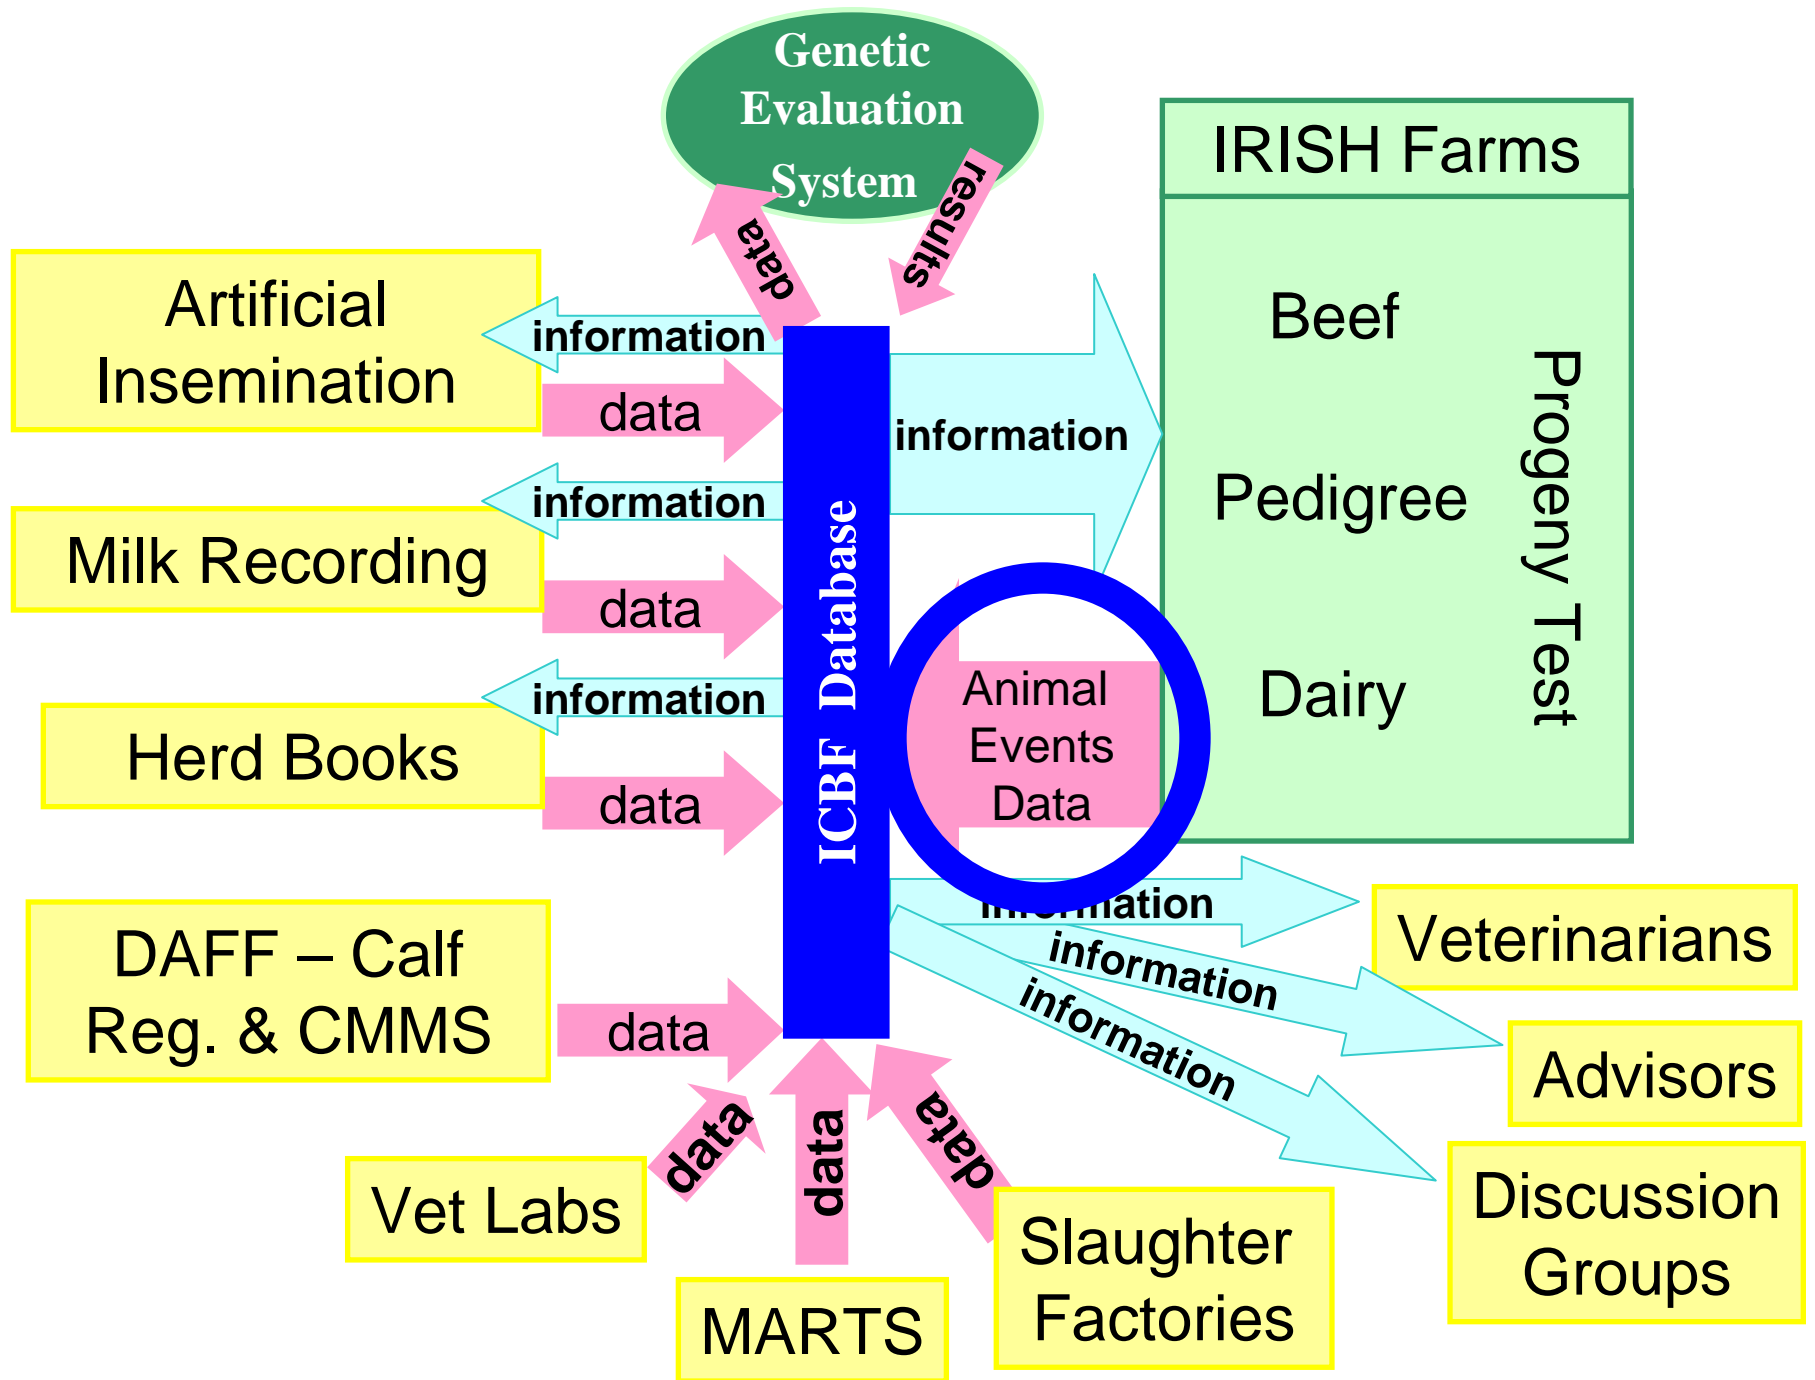 Genetic
Evaluation
System
data
results
IRISH Farms
Beef
Pedigree
Dairy
Progeny Test
Artificial
Insemination
information
data
information
Milk Recording
information
data
Herd Books
information
data
ICBF Database
Animal
Events
Data
DAFF – Calf
Reg. & CMMS
data
information
Veterinarians
information
Advisors
information
Discussion
Groups
Vet Labs
data
MARTS
data
Slaughter
Factories
data